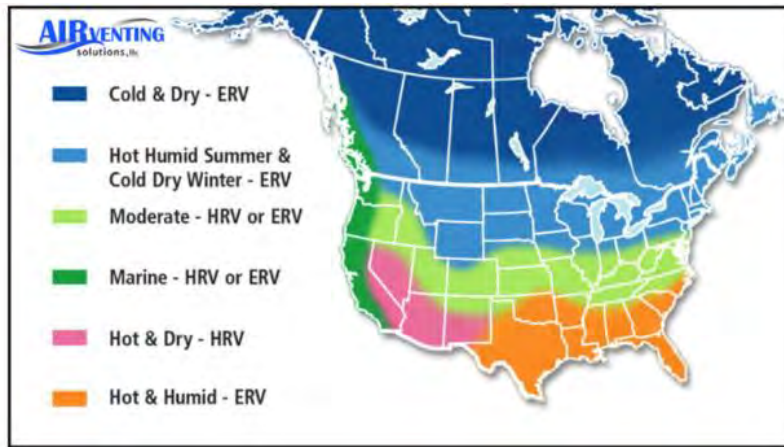 AIRVENTING
solutions, llc
Cold & Dry - ERV
Hot Humid Summer &
Cold Dry Winter - ERV
Moderate - HRV or ERV
Marine - HRV or ERV
Hot & Dry - HRV
Hot & Humid - ERV